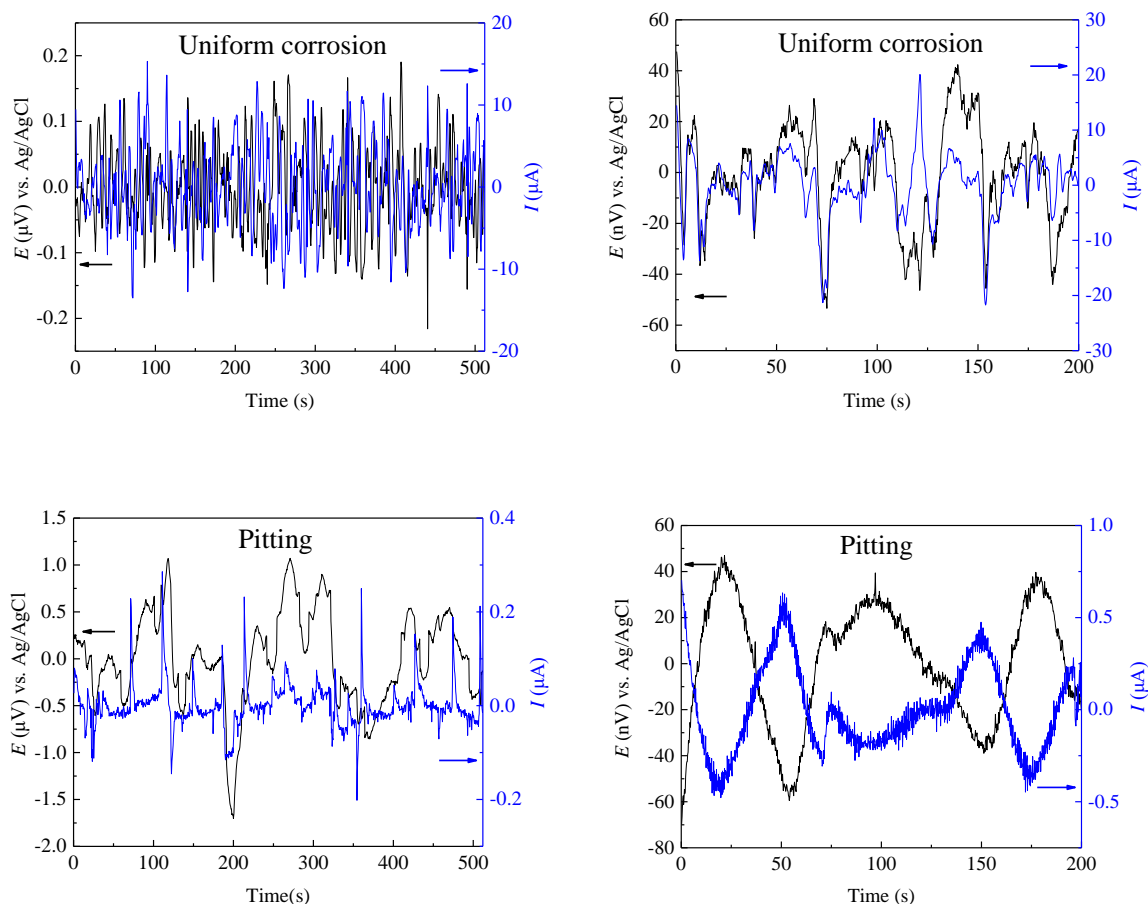 Uniform corrosion
E (μV) vs. Ag/AgCl
0.2
0.1
0.0
-0.1
-0.2
20
10
0
-10
-20
I (μA)
0 100 200 300 400 500
Time (s)
Uniform corrosion
E (nV) vs. Ag/AgCl
60
40
20
0
-20
-40
-60
30
20
10
0
-10
-20
-30
I (μA)
0 50 100 150 200
Time (s)
Pitting
E (μV) vs. Ag/AgCl
1.5
1.0
0.5
0.0
-0.5
-1.0
-1.5
-2.0
0.4
0.2
0.0
-0.2
I (μA)
0 100 200 300 400 500
Time(s)
Pitting
E (nV) vs. Ag/AgCl
60
40
20
0
-20
-40
-60
-80
1.0
0.5
0.0
-0.5
I (μA)
0 50 100 150 200
Time (s)